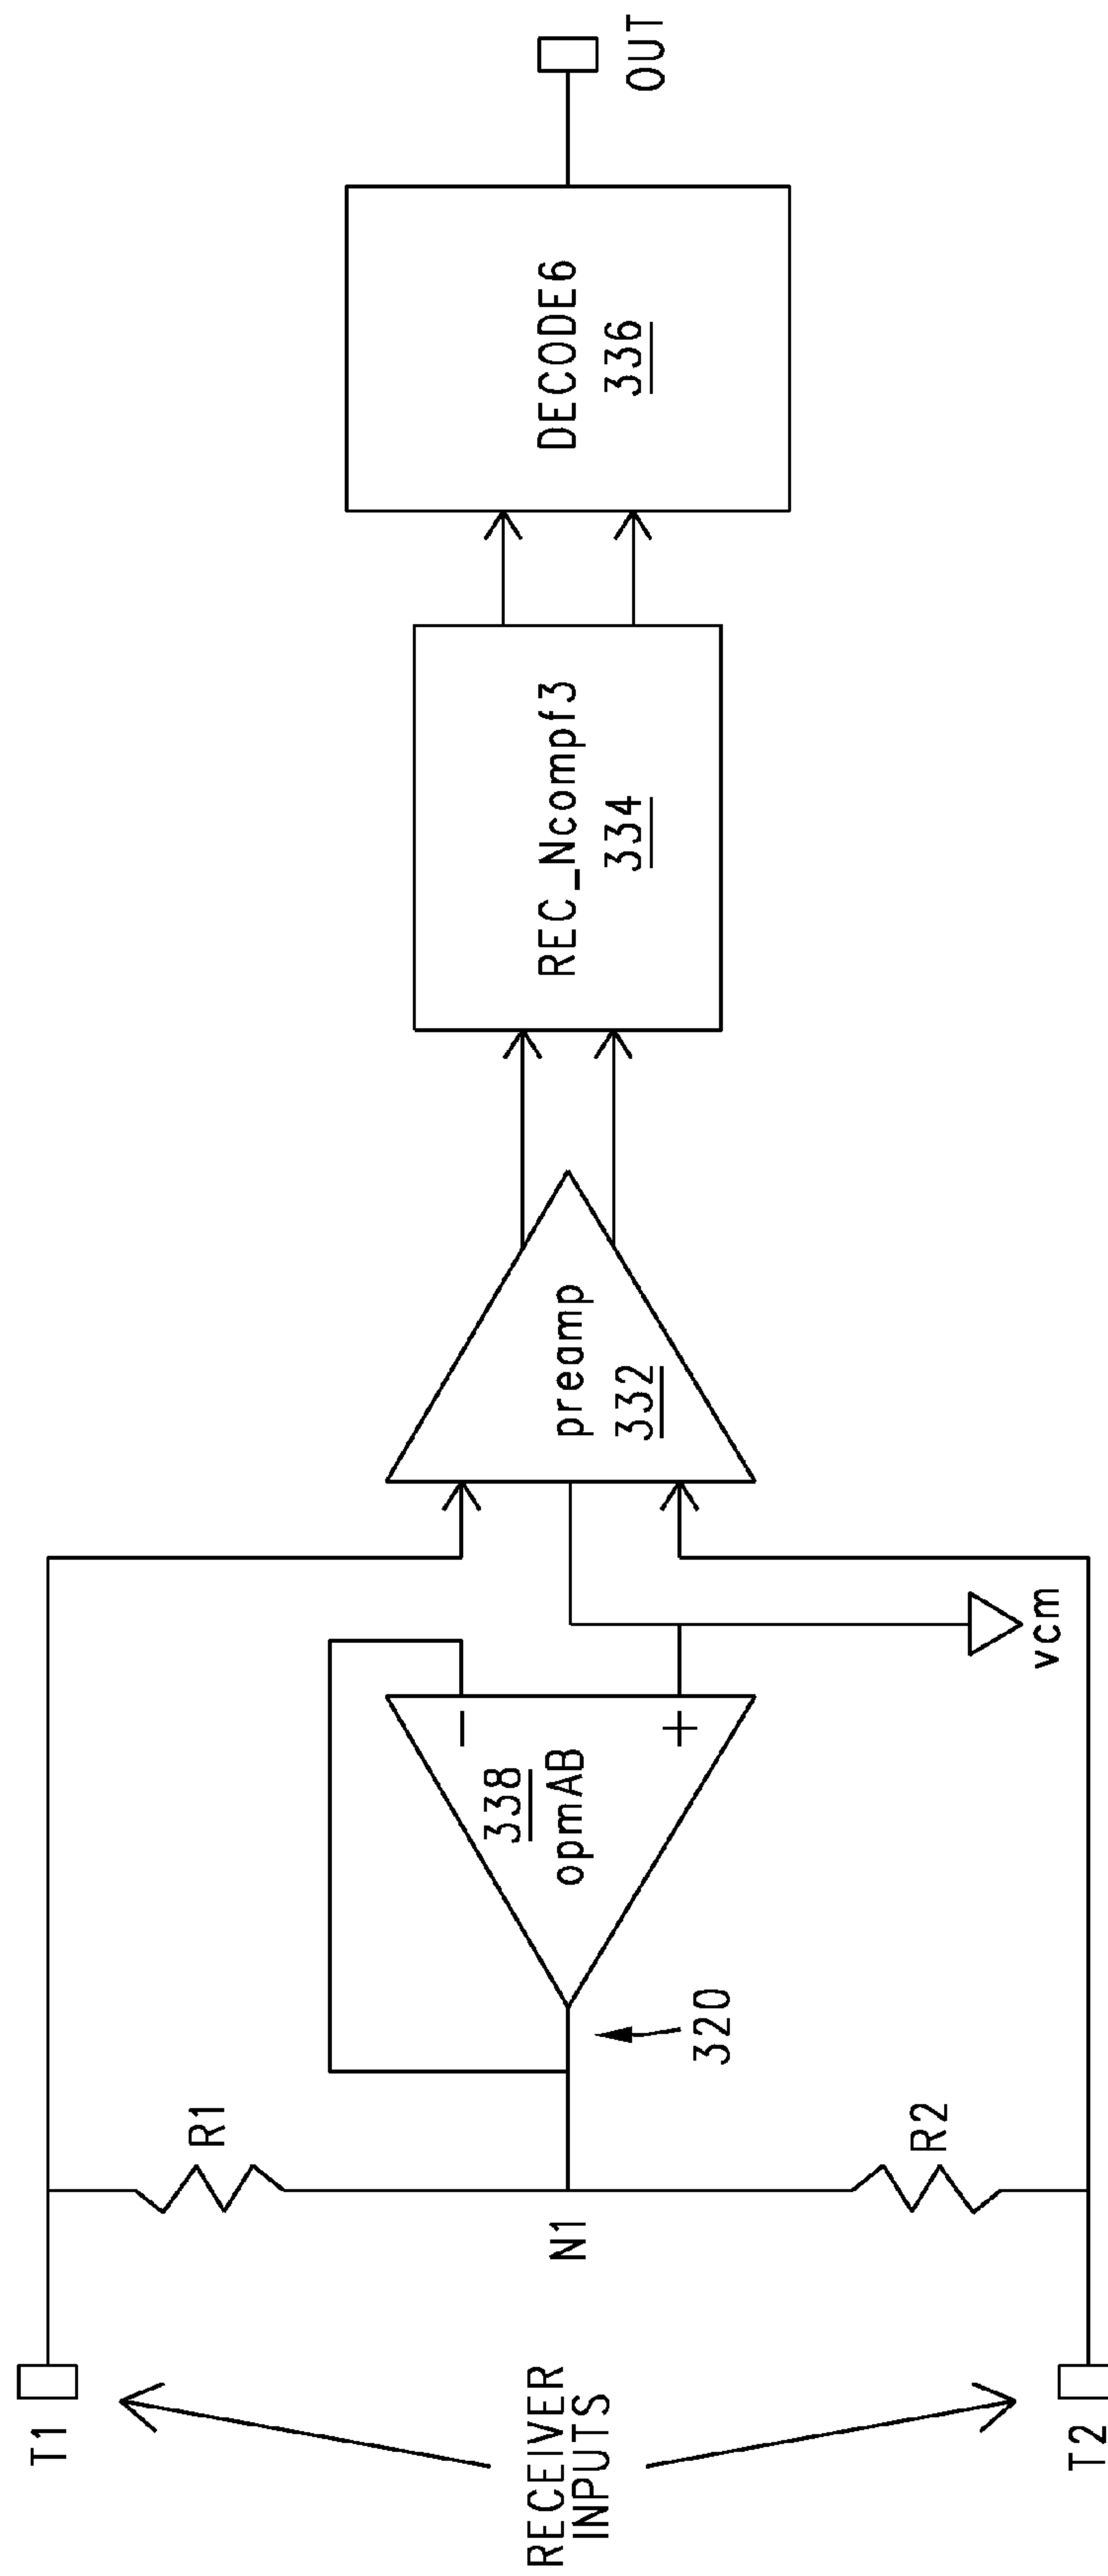 T1
RECEIVER
INPUTS
T2
R1
N1
R2
320
338
opmAB
−
+
vcm
preamp
332
REC_Ncompf3
334
DECODE6
336
OUT